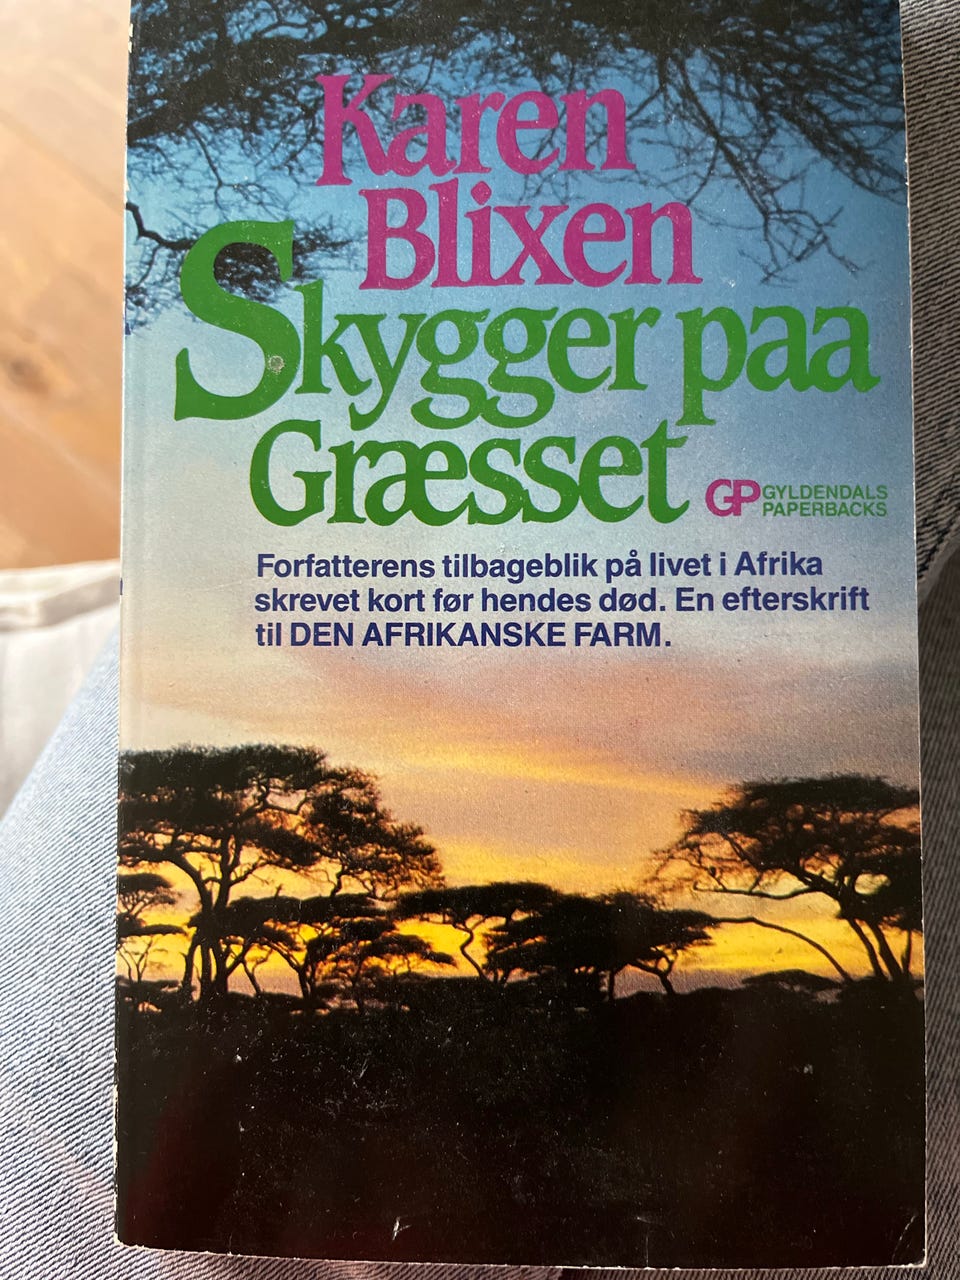 Karen
Blixen
Skygger paa
Græsset
GP GYLDENDALS
PAPERBACKS
Forfatterens tilbageblik på livet i Afrika
skrevet kort før hendes død. En efterskrift
til DEN AFRIKANSKE FARM.